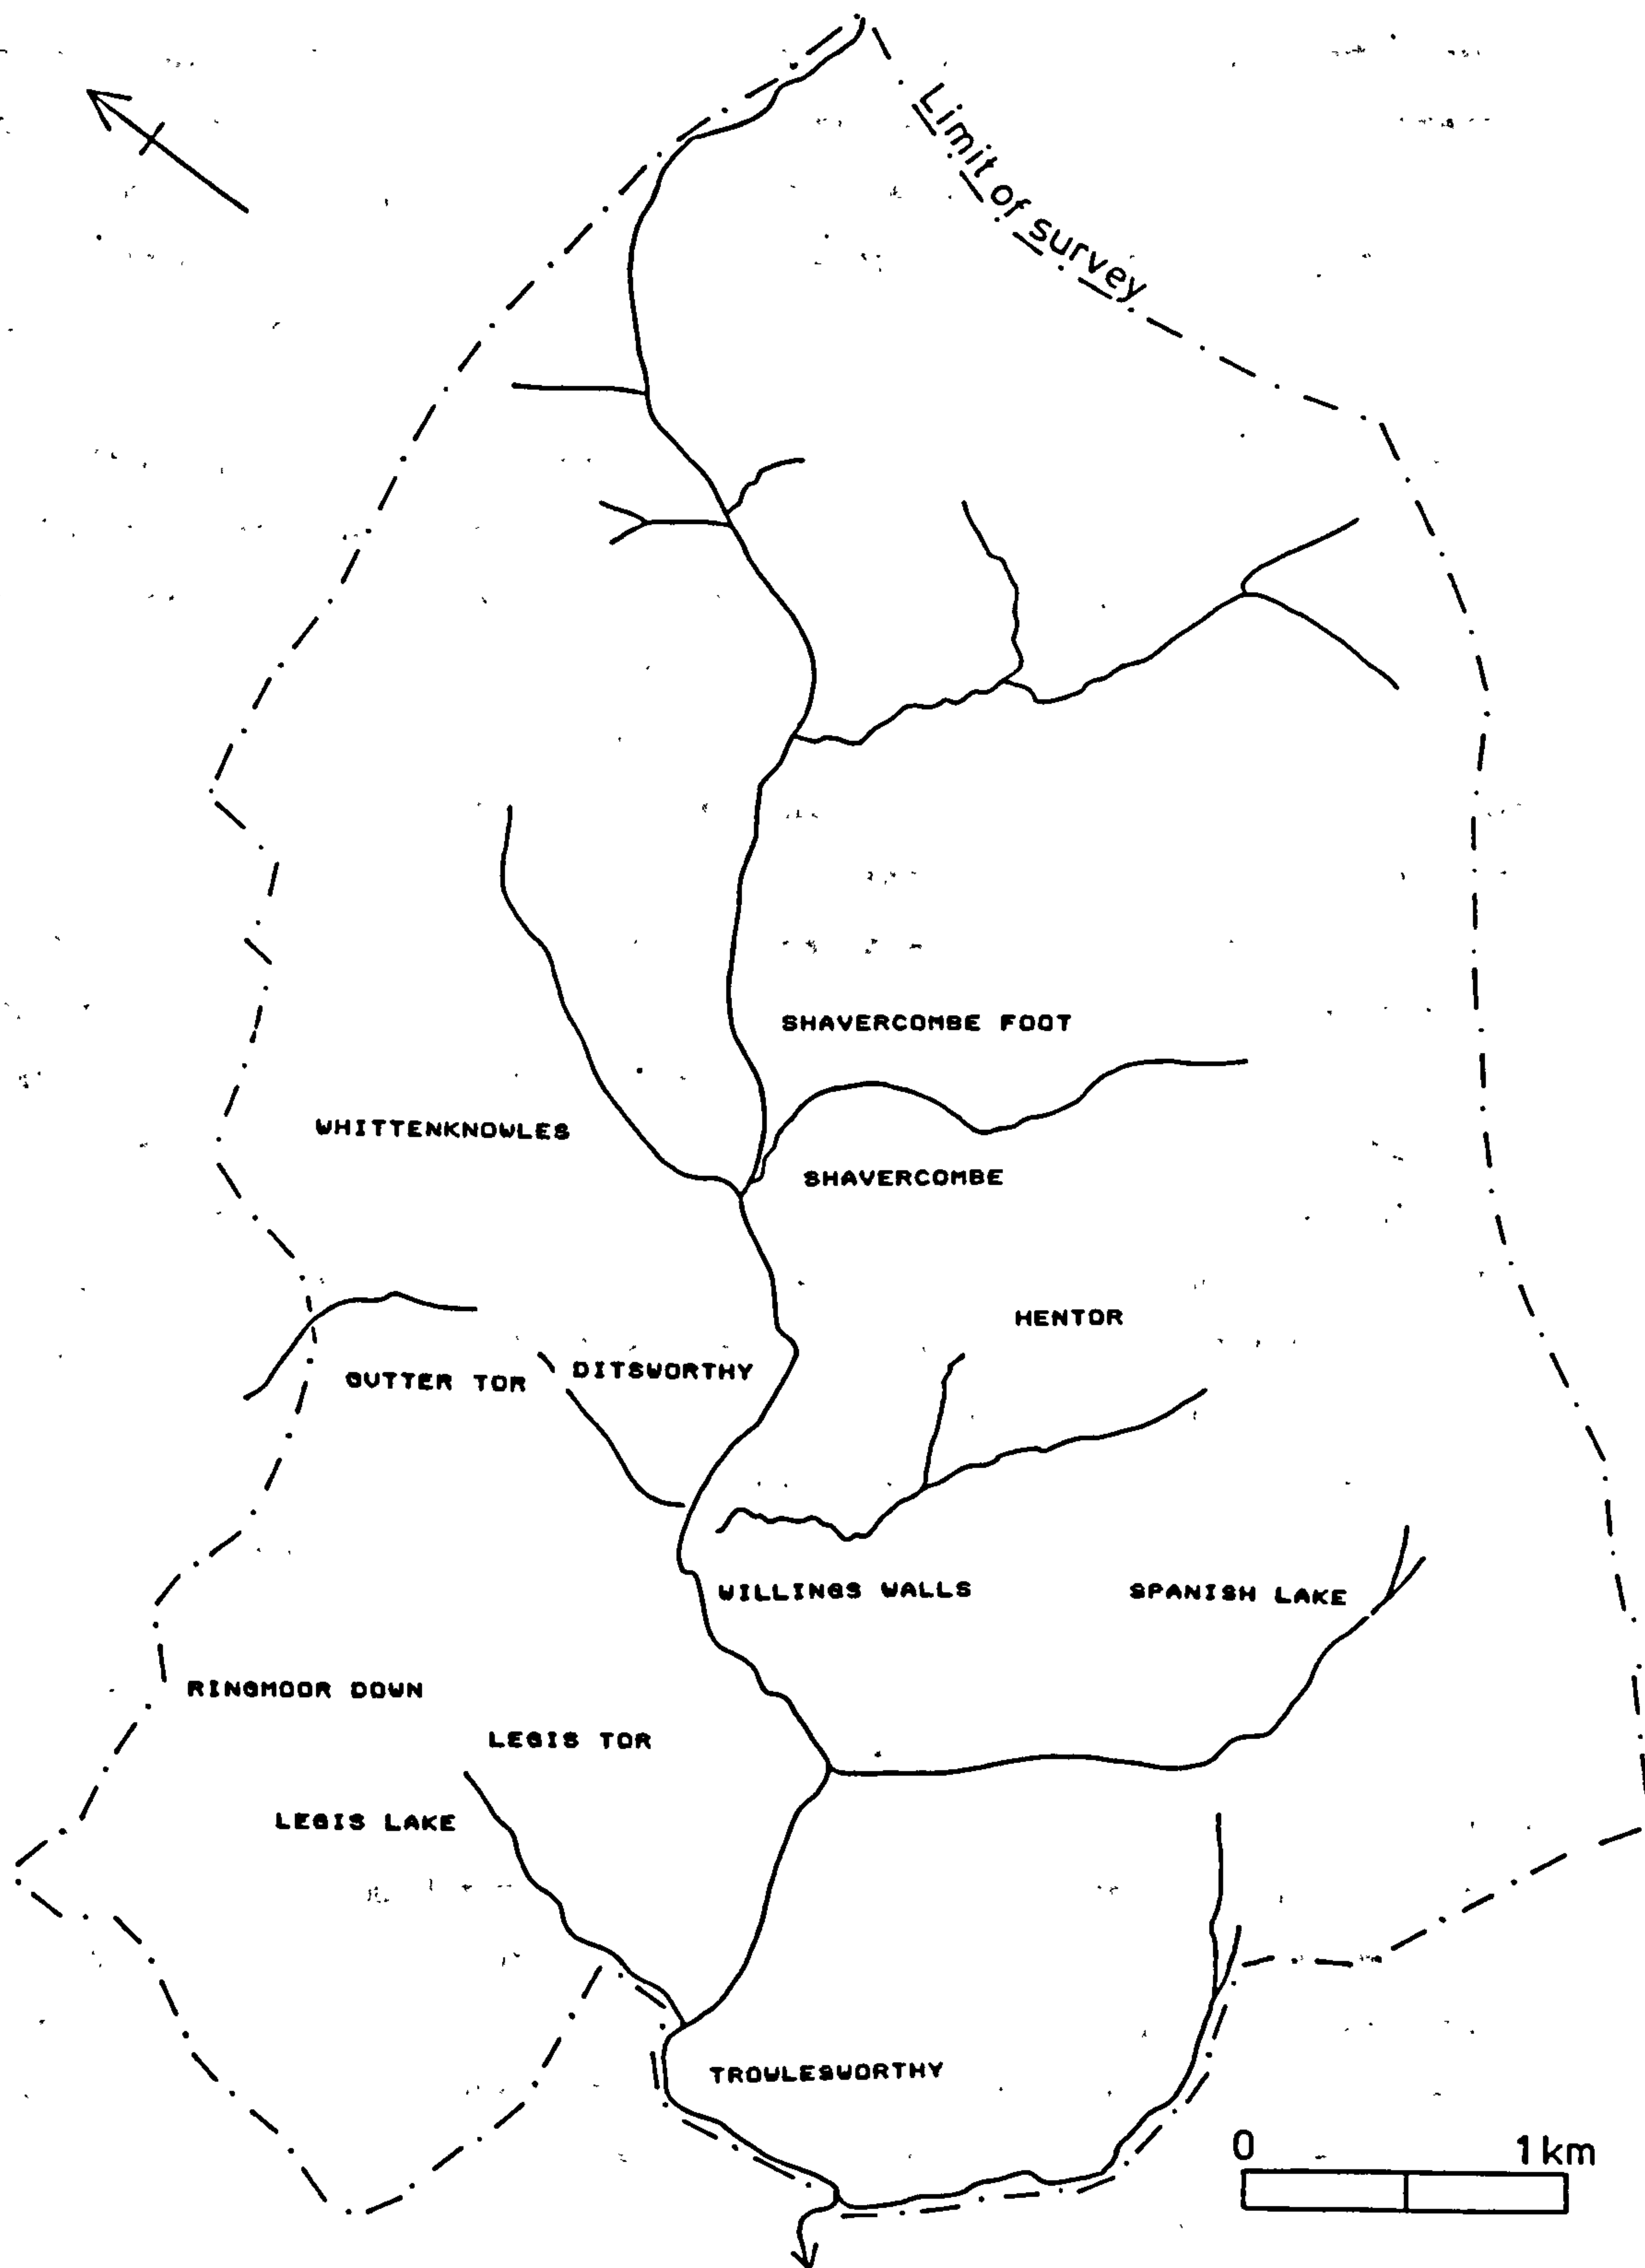 Limit of survey
SHAVERCOMBE FOOT
WHITTENKNOWLES
SHAVERCOMBE
HENTOR
GUTTER TOR
DITSWORTHY
WILLINGS WALLS
SPANISH LAKE
RINGMOOR DOWN
LEGIS TOR
LEGIS LAKE
TROWLESWORTHY
0 1km